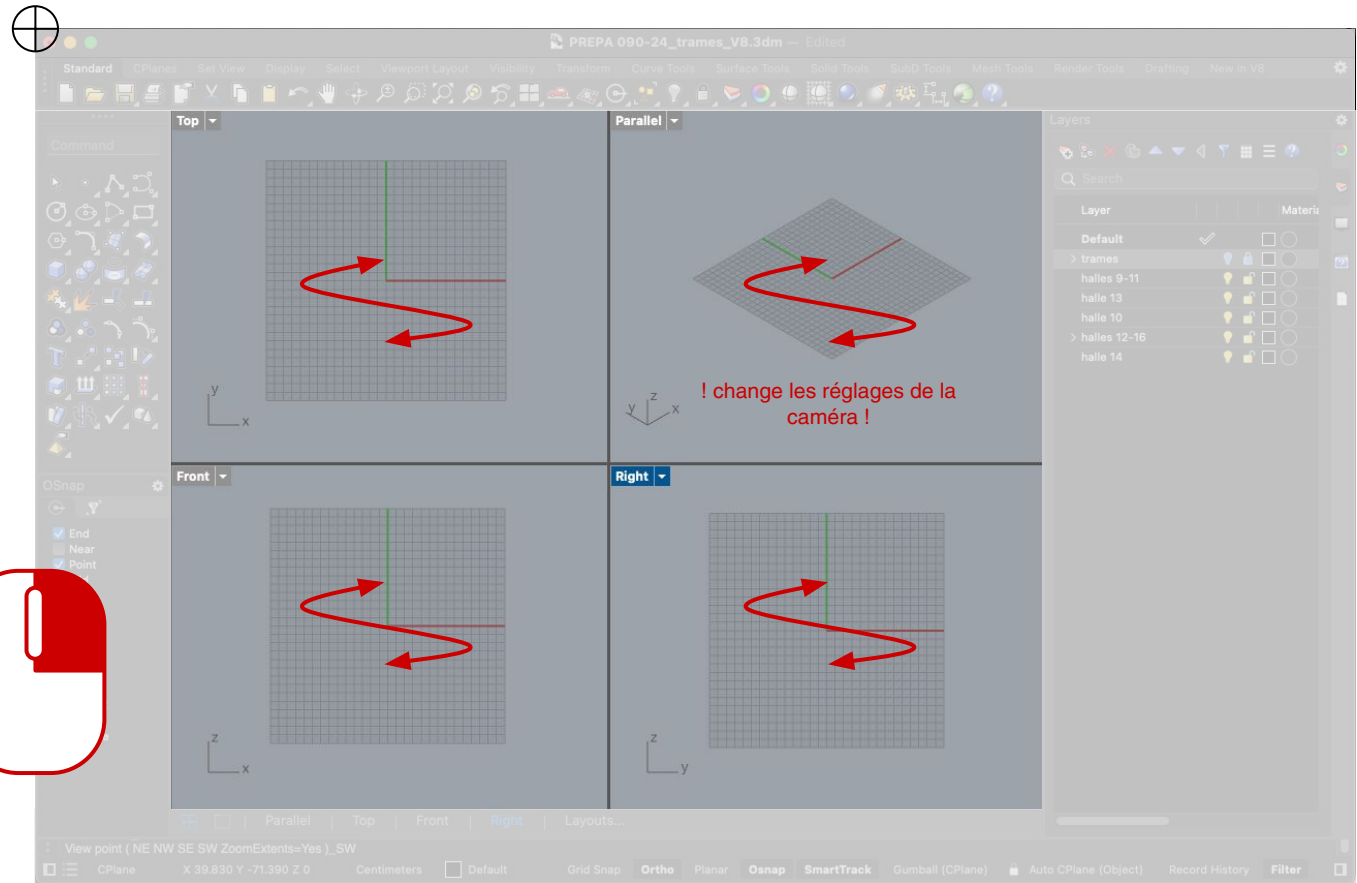 PREPA 090-24_trames_V8.3dm — Edited
Standard CPlanes Set View Display Select Viewport Layout Visibility Transform Curve Tools Surface Tools Solid Tools SubD Tools Mesh Tools Render Tools Drafting New in V8
Command
Top
Parallel
Layers
Search
Layer Materia
Default
trames
halles 9-11
halle 13
halle 10
halles 12-16
halle 14
y
x
z
y x
! change les réglages de la
caméra !
Front
Right
OSnap
End
Near
Point
z
x
z
y
Parallel | Top | Front | Right | Layouts...
View point ( NE NW SE SW ZoomExtents=Yes )_SW
CPlane X 39.830 Y -71.390 Z 0 Centimeters Default Grid Snap Ortho Planar Osnap SmartTrack Gumball (CPlane) Auto CPlane (Object) Record History Filter